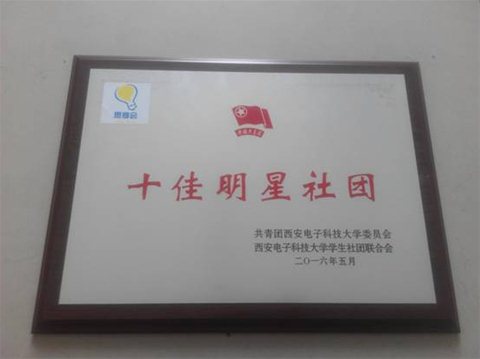 思源会
十佳明星社团
共青团西安电子科技大学委员会
西安电子科技大学学生社团联合会
二〇一六年五月